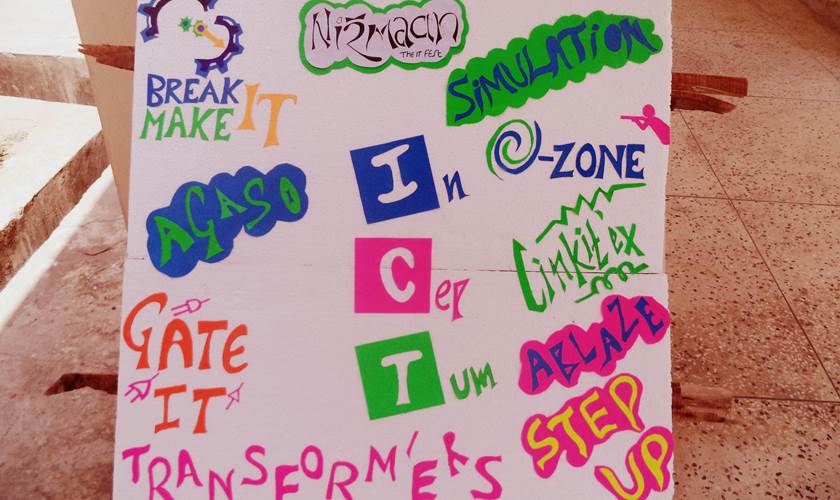 Nirmaan
THE IT FEST
BREAK
MAKE IT
SIMULATION
O-ZONE
AGASO
In
Cep
Tum
Linkitex
GATE
IT
ABLAZE
STEP
UP
TRANSFORM'ERS